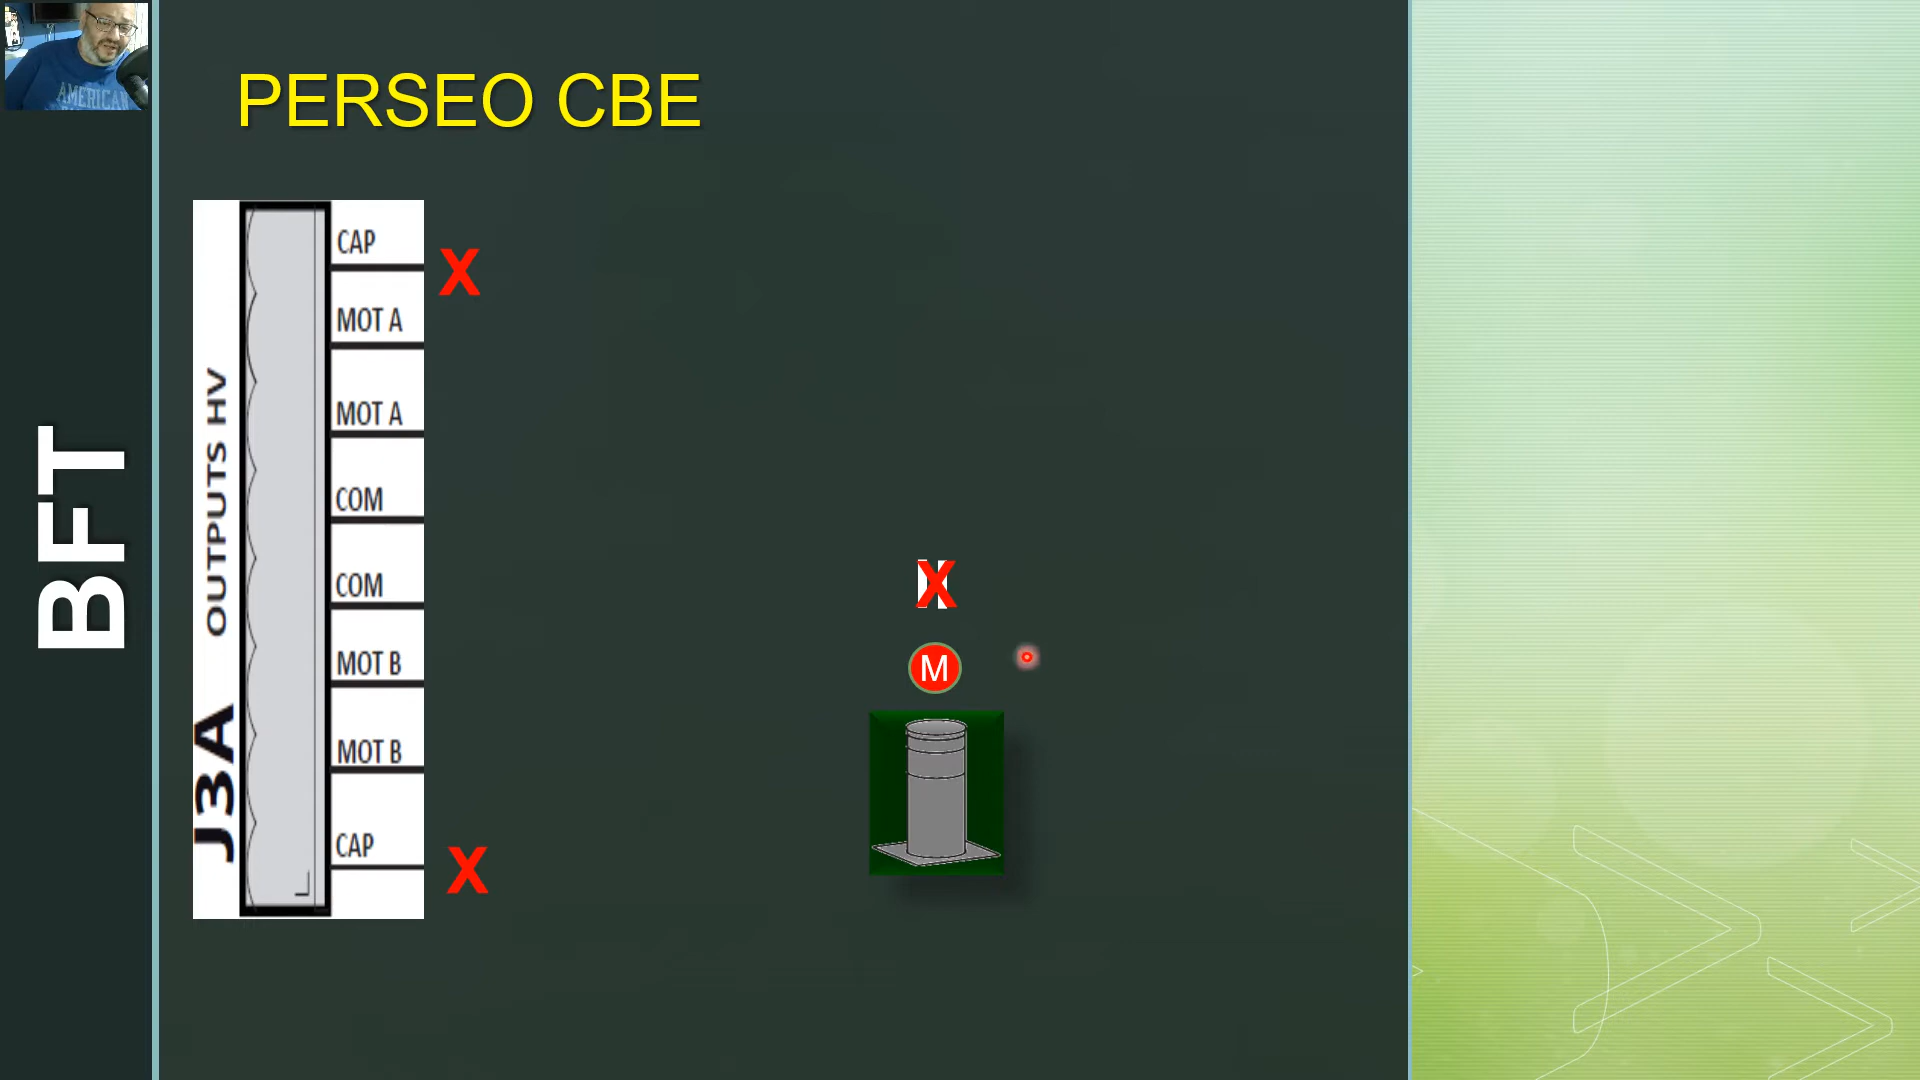 AMERICAN
PERSEO CBE
BFT
J3A OUTPUTS HV
CAP
X
MOT A
MOT A
COM
COM
MOT B
MOT B
CAP
X
X
M